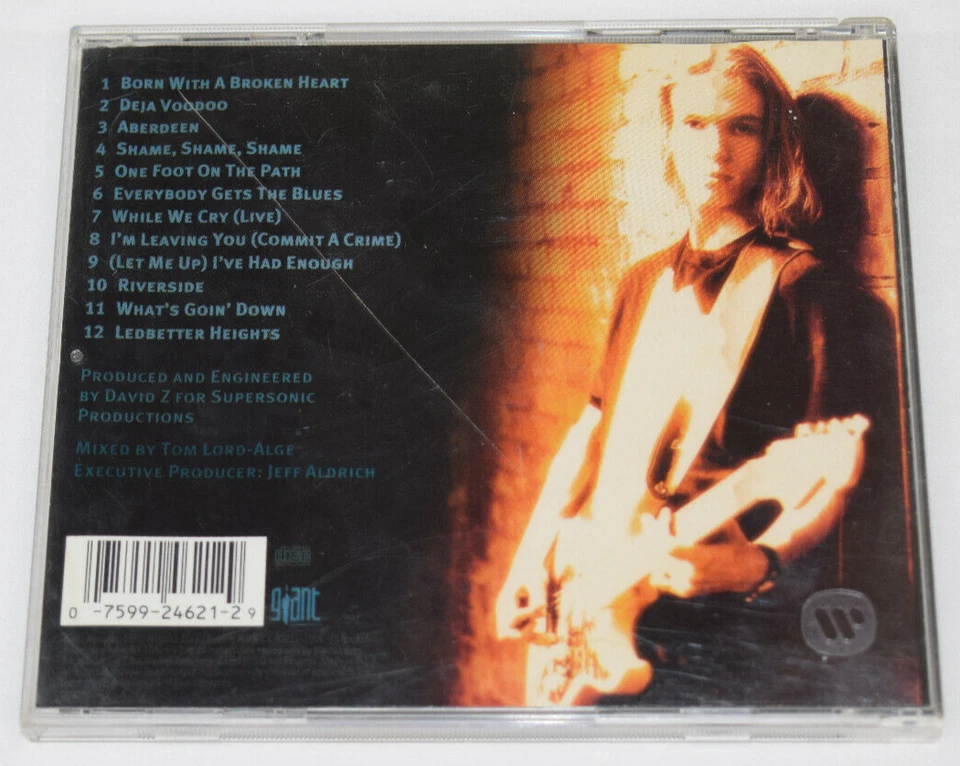 1 Born With A Broken Heart
2 Deja Voodoo
3 Aberdeen
4 Shame, Shame, Shame
5 One Foot On The Path
6 Everybody Gets The Blues
7 While We Cry (Live)
8 I'm Leaving You (Commit A Crime)
9 (Let Me Up) I've Had Enough
10 Riverside
11 What's Goin' Down
12 Ledbetter Heights
Produced and Engineered
by David Z for Supersonic
Productions
Mixed by Tom Lord-Alge
Executive Producer: Jeff Aldrich
disc
giant
0 -7599-24621-2 9